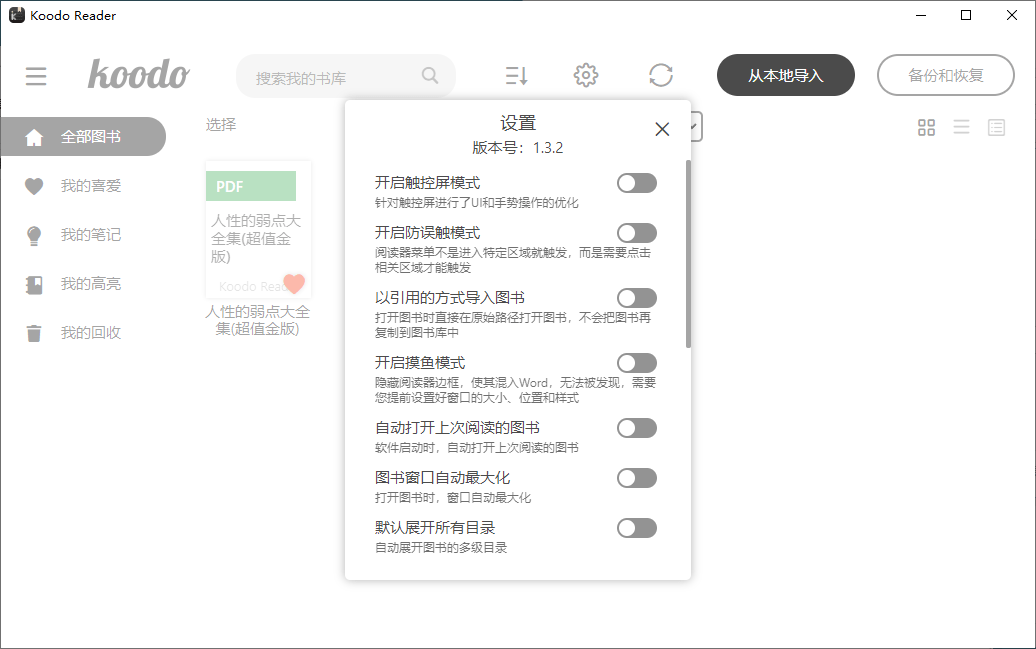 Koodo Reader
koodo
搜索我的书库
从本地导入
备份和恢复
全部图书
我的喜爱
我的笔记
我的高亮
我的回收
选择
PDF
人性的弱点大
全集(超值金
版)
Koodo Read
人性的弱点大全
集(超值金版)
设置
版本号：1.3.2
开启触控屏模式
针对触控屏进行了UI和手势操作的优化
开启防误触模式
阅读器菜单不是进入特定区域就触发，而是需要点击
相关区域才能触发
以引用的方式导入图书
打开图书时直接在原始路径打开图书，不会把图书再
复制到图书库中
开启摸鱼模式
隐藏阅读器边框，使其混入Word，无法被发现，需要
您提前设置好窗口的大小、位置和样式
自动打开上次阅读的图书
软件启动时，自动打开上次阅读的图书
图书窗口自动最大化
打开图书时，窗口自动最大化
默认展开所有目录
自动展开图书的多级目录